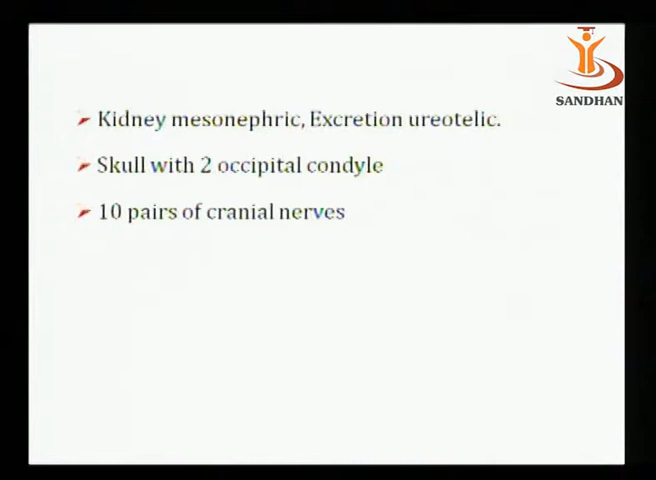 SANDHAN
Kidney mesonephric, Excretion ureotelic.
Skull with 2 occipital condyle
10 pairs of cranial nerves